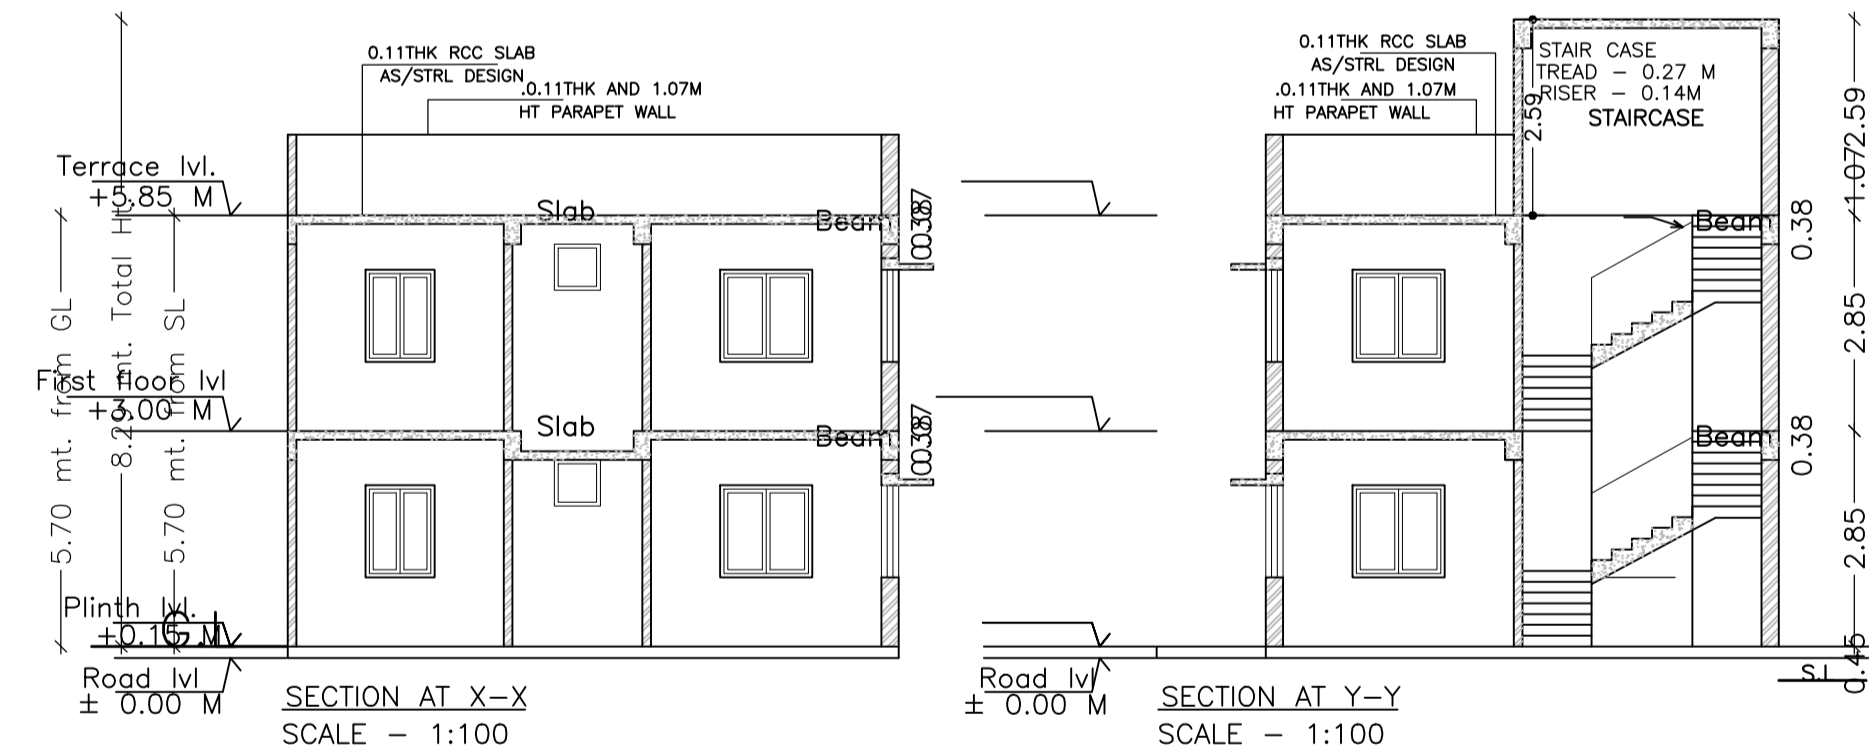 0.11THK RCC SLAB
AS/STRL DESIGN
.0.11THK AND 1.07M
HT PARAPET WALL
Terrace lvl.
+5.85 M
Slab
Beam
First floor lvl
+3.00 M
Slab
Beam
5.70 mt. from GL
8.29 mt. Total Ht.
5.70 mt. from SL
Plinth lvl.
+0.15 M
Road lvl
± 0.00 M
SECTION AT X-X
SCALE - 1:100
0.11THK RCC SLAB
AS/STRL DESIGN
.0.11THK AND 1.07M
HT PARAPET WALL
STAIR CASE
TREAD - 0.27 M
RISER - 0.14M
STAIRCASE
2.59
Beam
0.38
Beam
0.38
2.59
1.07
2.85
2.85
0.45
Road lvl
± 0.00 M
SECTION AT Y-Y
SCALE - 1:100